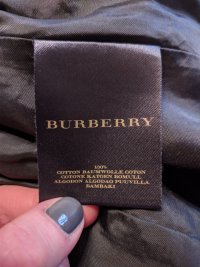 BURBERRY
100%
COTTON BAUMWOLLE COTON
COTONE KATOEN BOMULL
ALGODON ALGODAO PUUVILLA
BAMBAKI